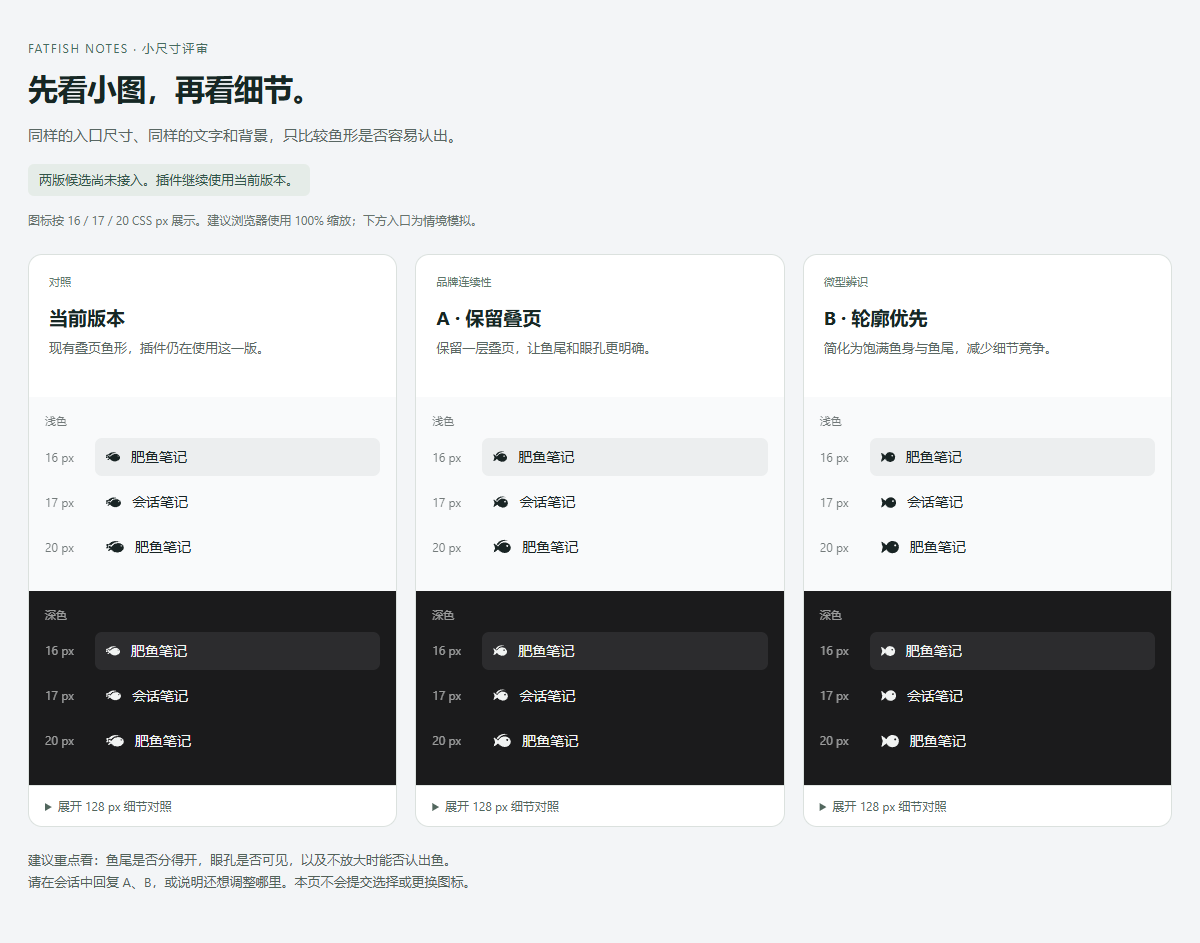 FATFISH NOTES · 小尺寸评审
先看小图，再看细节。
同样的入口尺寸、同样的文字和背景，只比较鱼形是否容易认出。
两版候选尚未接入。插件继续使用当前版本。
图标按 16 / 17 / 20 CSS px 展示。建议浏览器使用 100% 缩放；下方入口为情境模拟。
对照
当前版本
现有叠页鱼形，插件仍在使用这一版。
浅色
16 px 肥鱼笔记
17 px 会话笔记
20 px 肥鱼笔记
深色
16 px 肥鱼笔记
17 px 会话笔记
20 px 肥鱼笔记
展开 128 px 细节对照
品牌连续性
A · 保留叠页
保留一层叠页，让鱼尾和眼孔更明确。
浅色
16 px 肥鱼笔记
17 px 会话笔记
20 px 肥鱼笔记
深色
16 px 肥鱼笔记
17 px 会话笔记
20 px 肥鱼笔记
展开 128 px 细节对照
微型辨识
B · 轮廓优先
简化为饱满鱼身与鱼尾，减少细节竞争。
浅色
16 px 肥鱼笔记
17 px 会话笔记
20 px 肥鱼笔记
深色
16 px 肥鱼笔记
17 px 会话笔记
20 px 肥鱼笔记
展开 128 px 细节对照
建议重点看：鱼尾是否分得开，眼孔是否可见，以及不放大时能否认出鱼。
请在会话中回复 A、B，或说明还想调整哪里。本页不会提交选择或更换图标。